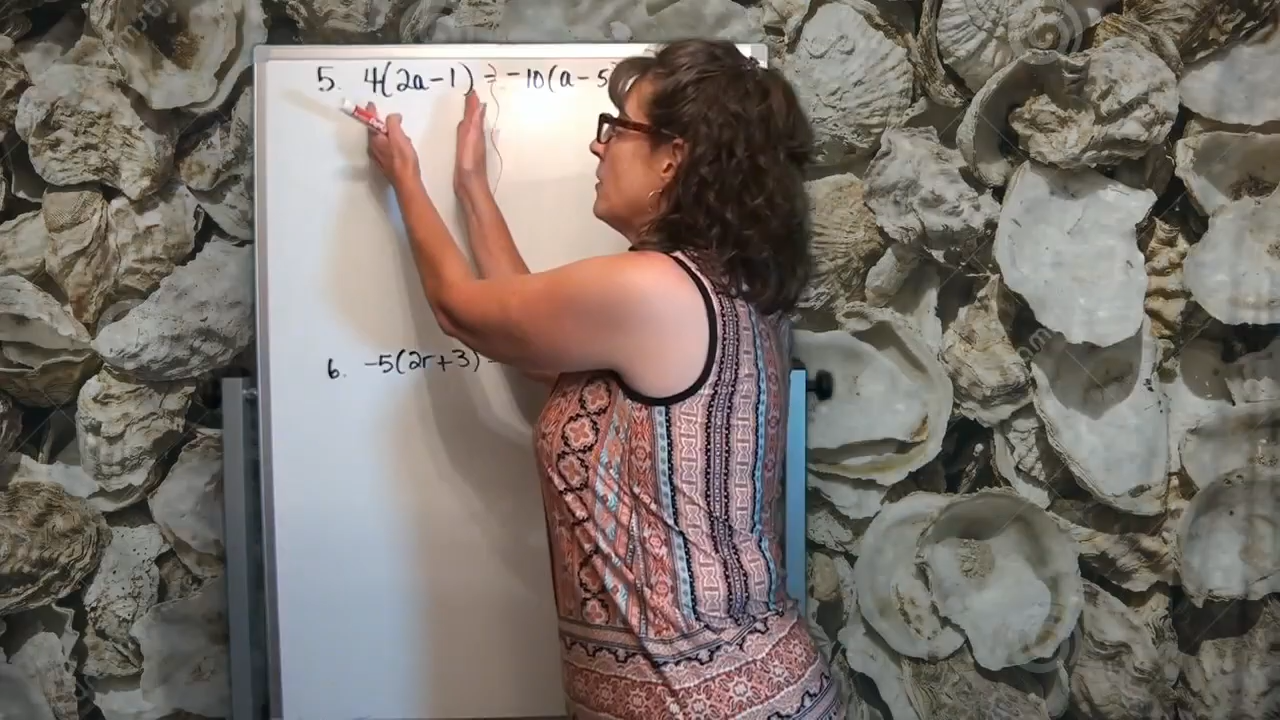 5. 4(2a-1) = -10(a-5
6. -5(2r+3)